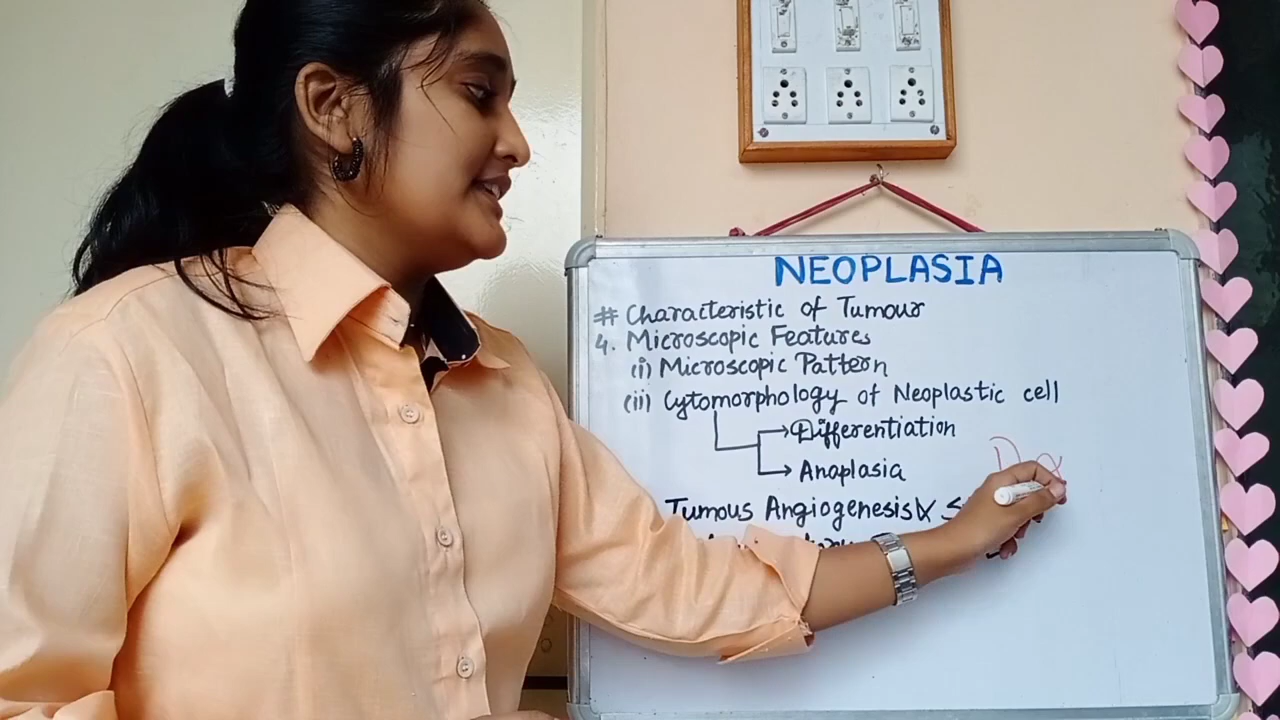 NEOPLASIA
# Characteristic of Tumour
4. Microscopic Features
(i) Microscopic Pattern
(ii) Cytomorphology of Neoplastic cell
Differentiation
Anaplasia
Tumous Angiogenesis